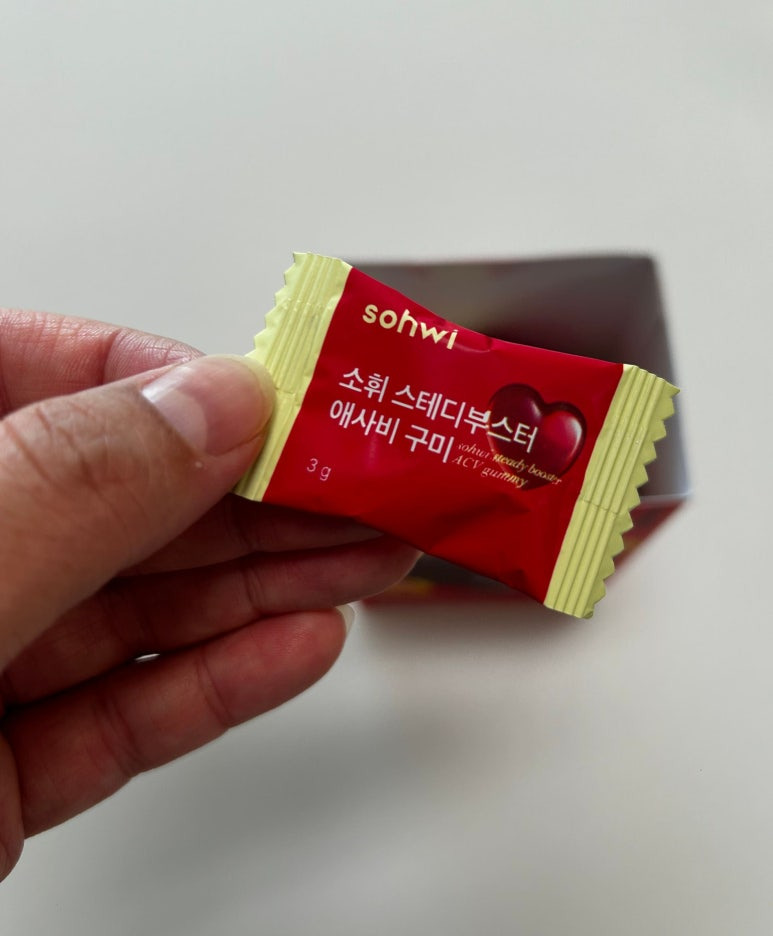 sohwi
소휘 스테디부스터
애사비 구미
sohwi steady booster
ACV gummy
3 g